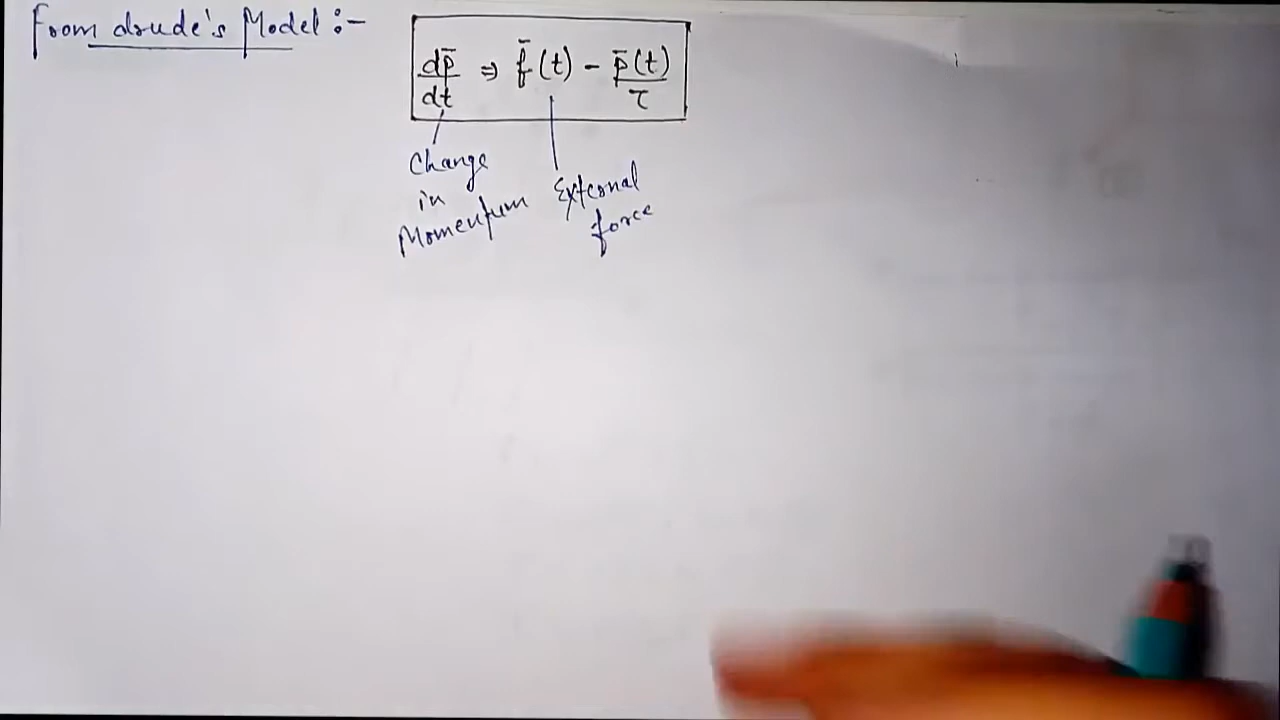 From drude's Model :-
dp̄/dt ⇒ f̄(t) - p̄(t)/τ
Change
in
Momentum
External
force